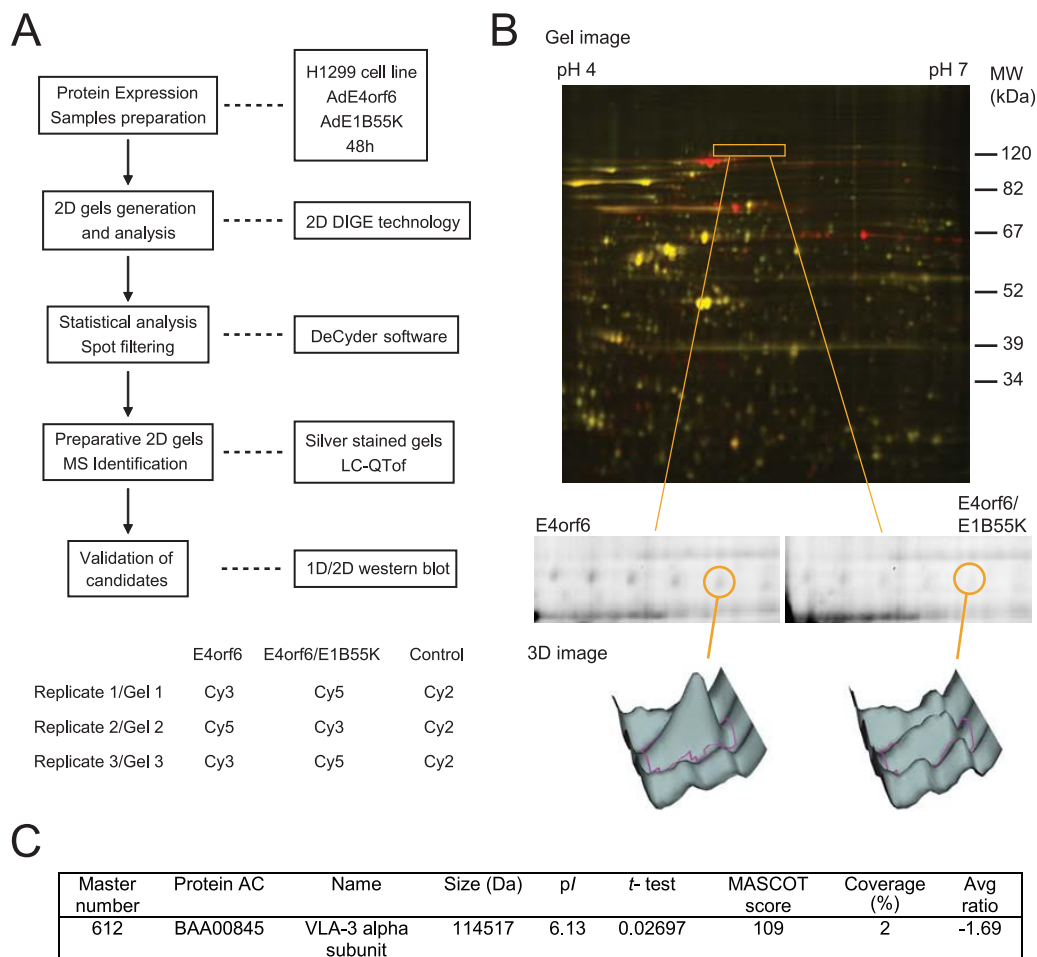 A
Protein Expression
Samples preparation
H1299 cell line
AdE4orf6
AdE1B55K
48h
2D gels generation
and analysis
2D DIGE technology
Statistical analysis
Spot filtering
DeCyder software
Preparative 2D gels
MS Identification
Silver stained gels
LC-QTof
Validation of
candidates
1D/2D western blot
E4orf6 E4orf6/E1B55K Control
Replicate 1/Gel 1 Cy3 Cy5 Cy2
Replicate 2/Gel 2 Cy5 Cy3 Cy2
Replicate 3/Gel 3 Cy3 Cy5 Cy2
B
Gel image
pH 4 pH 7
MW
(kDa)
120
82
67
52
39
34
E4orf6
E4orf6/
E1B55K
3D image
C
Master number Protein AC Name Size (Da) pI t- test MASCOT score Coverage (%) Avg ratio
612 BAA00845 VLA-3 alpha subunit 114517 6.13 0.02697 109 2 -1.69